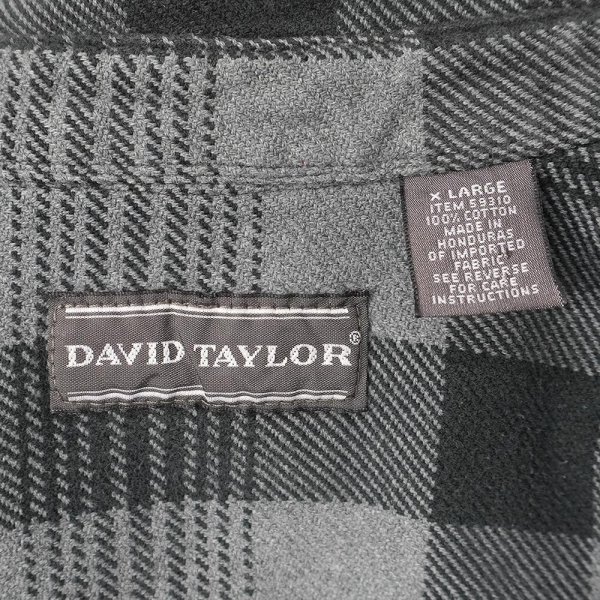 X LARGE
ITEM 59310
100% COTTON
MADE IN
HONDURAS
OF IMPORTED
FABRIC
SEE REVERSE
FOR CARE
INSTRUCTIONS
DAVID TAYLOR®